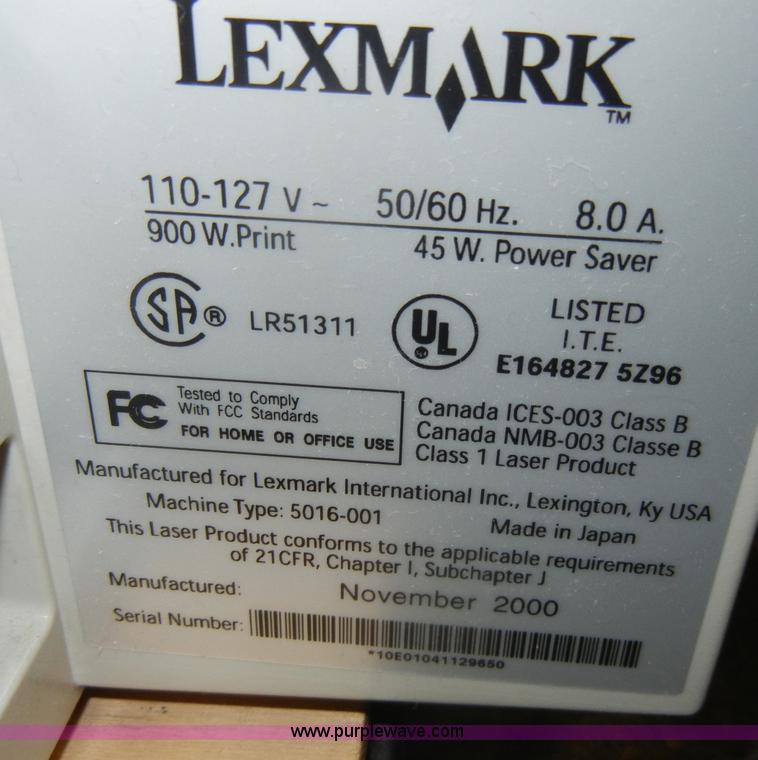 LEXMARK
TM
110-127 V ~ 50/60 Hz. 8.0 A.
900 W.Print 45 W. Power Saver
SA ® LR51311
UL
LISTED
I.T.E.
E164827 5Z96
FC Tested to Comply
With FCC Standards
FOR HOME OR OFFICE USE
Canada ICES-003 Class B
Canada NMB-003 Classe B
Class 1 Laser Product
Manufactured for Lexmark International Inc., Lexington, Ky USA
Machine Type: 5016-001 Made in Japan
This Laser Product conforms to the applicable requirements
of 21CFR, Chapter I, Subchapter J
Manufactured: November 2000
Serial Number:
*10E01041129650
www.purplewave.com